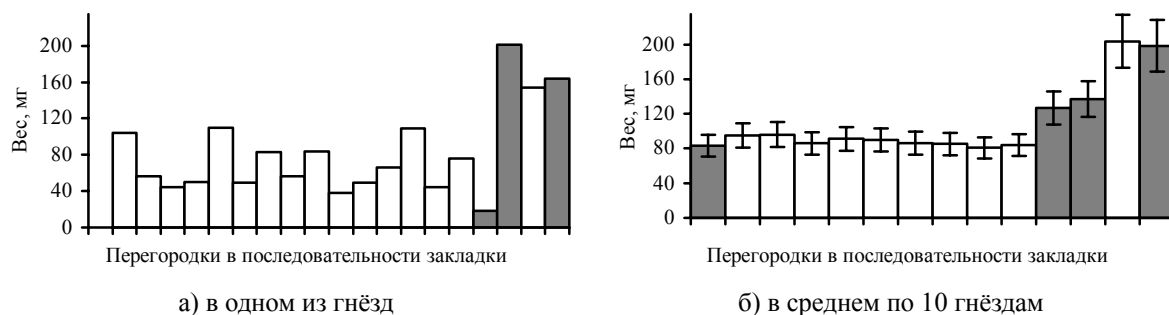 200
160
120
80
40
0
Вес, мг
Перегородки в последовательности закладки
а) в одном из гнёзд
200
160
120
80
40
0
Вес, мг
Перегородки в последовательности закладки
б) в среднем по 10 гнёздам